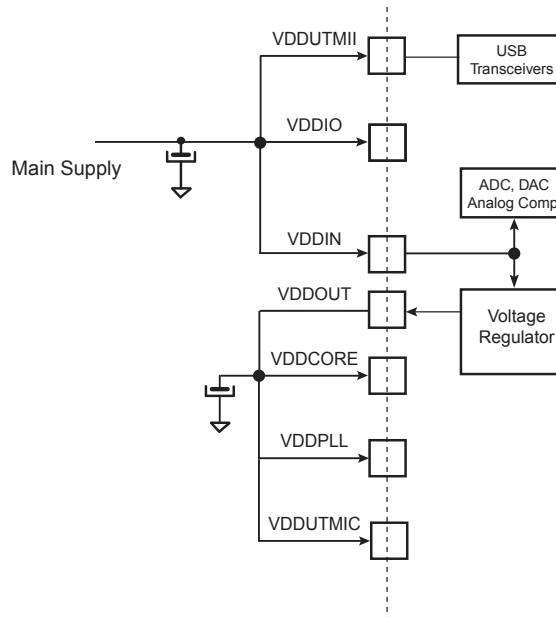 VDDUTMII
USB
Transceivers
VDDIO
Main Supply
ADC, DAC
Analog Comp.
VDDIN
VDDOUT
Voltage
Regulator
VDDCORE
VDDPLL
VDDUTMIC